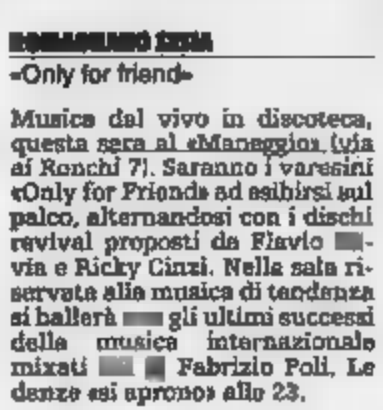 «Only for friend»
Musica dal vivo in discoteca,
questa sera al «Maneggio» (via
ai Ronchi 7). Saranno i varesini
«Only for Friend» ad esibirsi sul
palco, alternandosi con i dischi
revival proposti da Flavio
via e Ricky Cinzi. Nella sala ri-
servata alla musica di tendenza
si ballerà gli ultimi successi
della musica internazionale
mixati Fabrizio Poli. Le
danze «si aprono» alle 23.